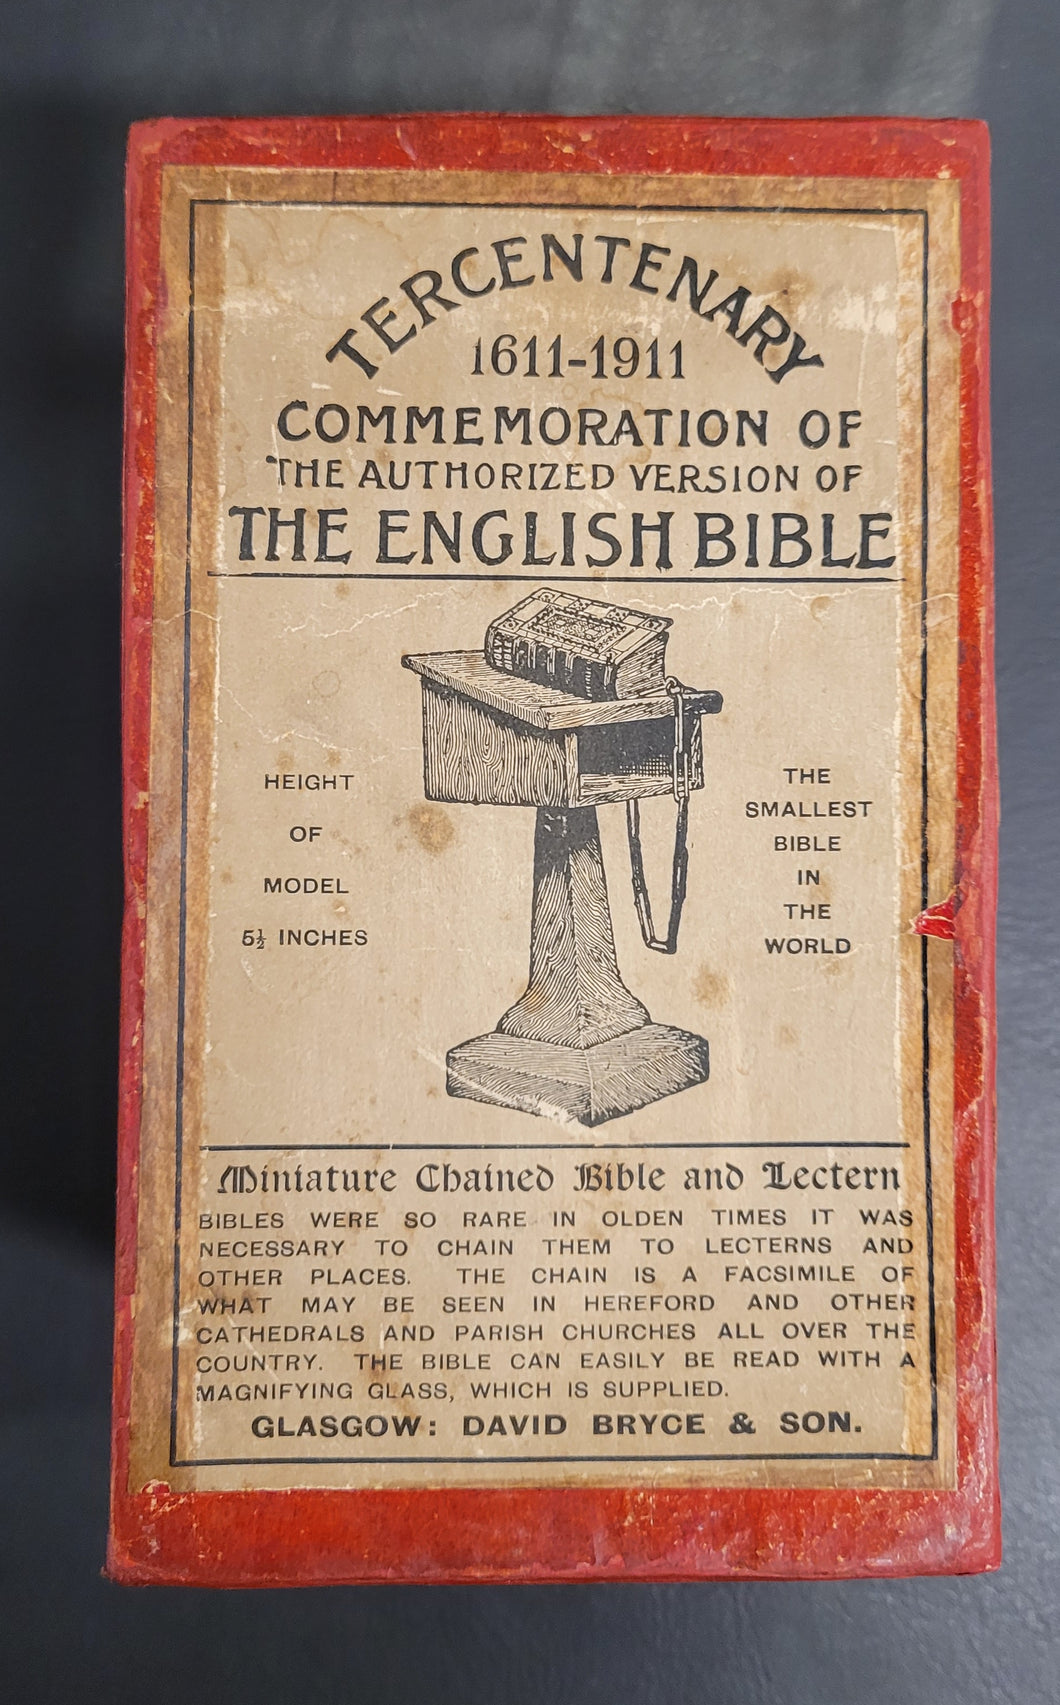 TERCENTENARY
1611-1911
COMMEMORATION OF
THE AUTHORIZED VERSION OF
THE ENGLISH BIBLE
HEIGHT
OF
MODEL
5½ INCHES
THE
SMALLEST
BIBLE
IN
THE
WORLD
Miniature Chained Bible and Lectern
BIBLES WERE SO RARE IN OLDEN TIMES IT WAS
NECESSARY TO CHAIN THEM TO LECTERNS AND
OTHER PLACES. THE CHAIN IS A FACSIMILE OF
WHAT MAY BE SEEN IN HEREFORD AND OTHER
CATHEDRALS AND PARISH CHURCHES ALL OVER THE
COUNTRY. THE BIBLE CAN EASILY BE READ WITH A
MAGNIFYING GLASS, WHICH IS SUPPLIED.
GLASGOW: DAVID BRYCE & SON.